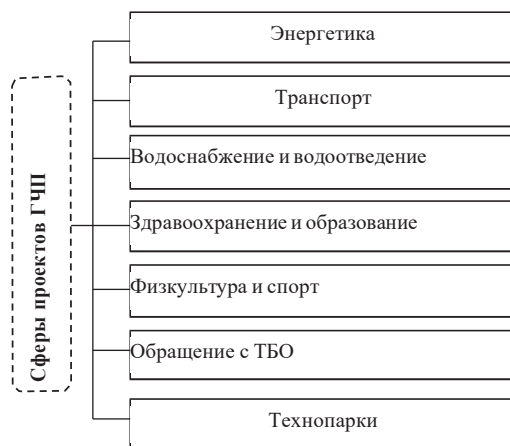 Сферы проектов ГЧП
Энергетика
Транспорт
Водоснабжение и водоотведение
Здравоохранение и образование
Физкультура и спорт
Обращение с ТБО
Технопарки